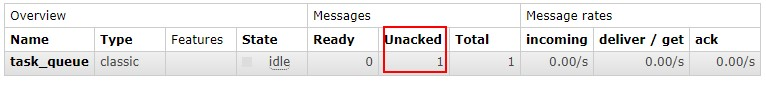 Overview Messages Message rates
Name Type Features State Ready Unacked Total incoming deliver / get ack
task_queue classic idle 0 1 1 0.00/s 0.00/s 0.00/s